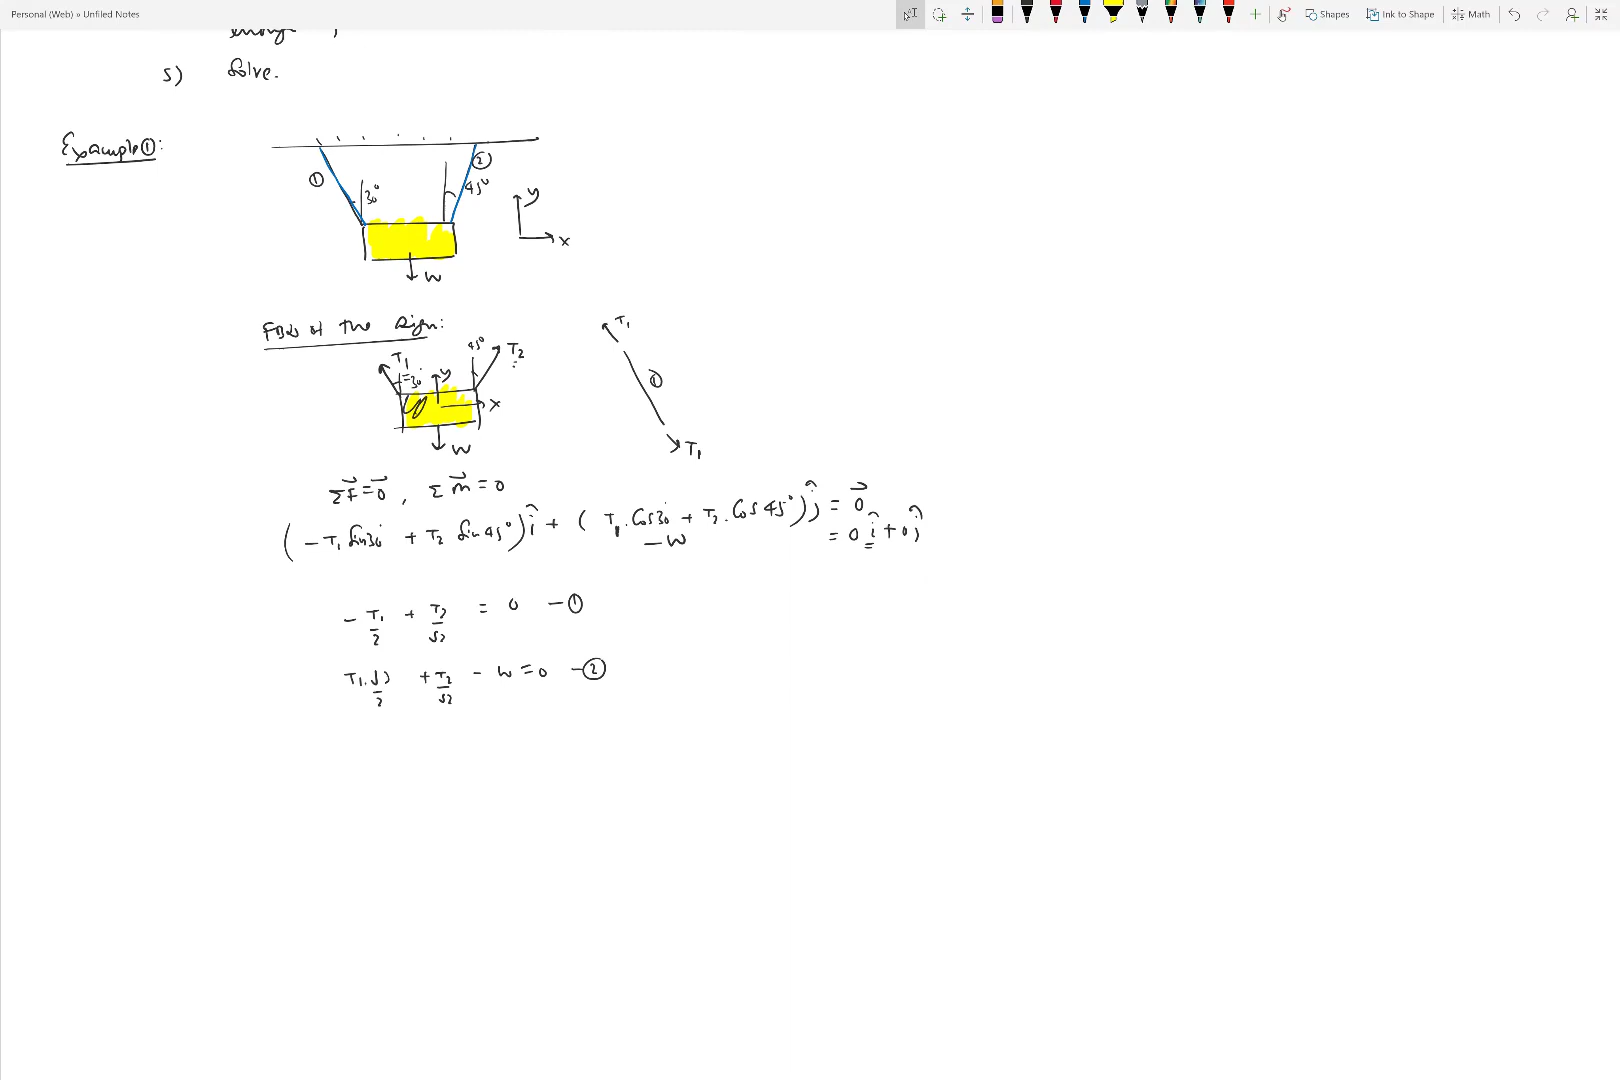 Personal (Web) » Unfiled Notes
Shapes
Ink to Shape
Math
5) Solve.
Example ①:
① 30° ② 45°
y
x
W
FBD of the sign:
T₁ 30° 45° T₂
y
x
W
T₁
①
T₁
ΣF⃗ = 0⃗ , ΣM⃗ = 0
(-T₁ Sin30 + T₂ Sin45°) î + (T₁.Cos30 + T₂.Cos45° - W) ĵ = 0⃗
= 0 î + 0 ĵ
-T₁/2 + T₂/√2 = 0 -①
T₁.√3/2 + T₂/√2 - W = 0 -②